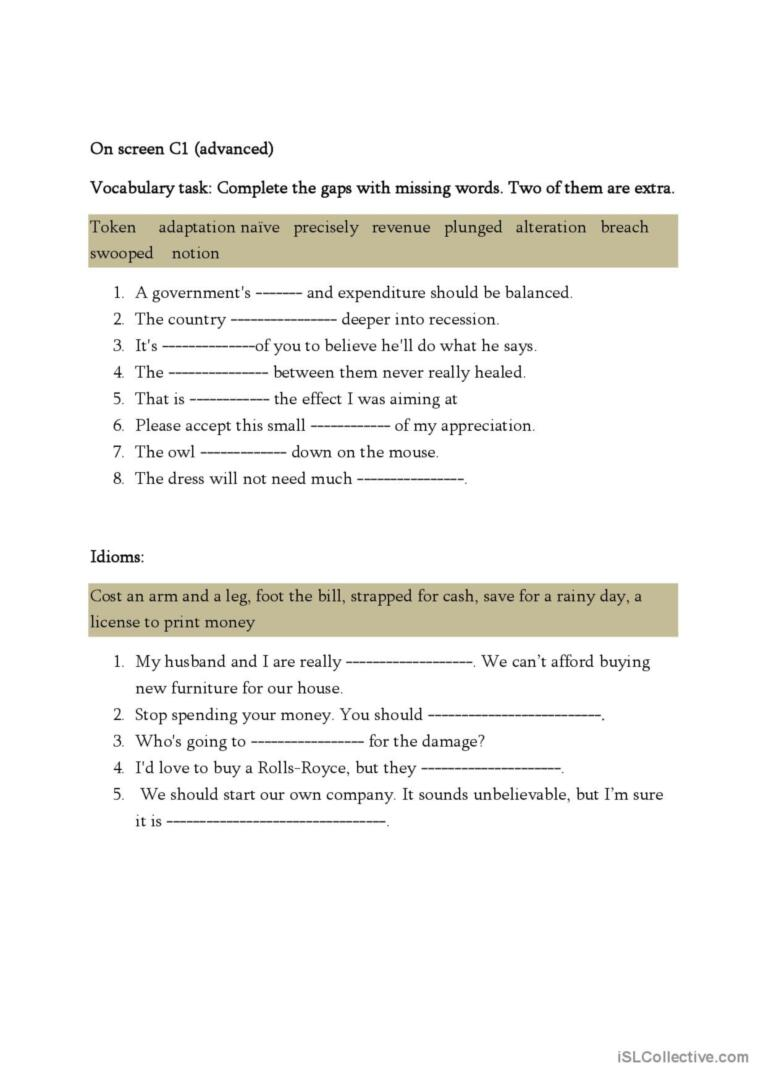 On screen C1 (advanced)
Vocabulary task: Complete the gaps with missing words. Two of them are extra.
Token adaptation naïve precisely revenue plunged alteration breach
swooped notion
1. A government's ------- and expenditure should be balanced.
2. The country ---------------- deeper into recession.
3. It's --------------of you to believe he'll do what he says.
4. The --------------- between them never really healed.
5. That is ------------ the effect I was aiming at
6. Please accept this small ------------ of my appreciation.
7. The owl ------------- down on the mouse.
8. The dress will not need much ----------------.
Idioms:
Cost an arm and a leg, foot the bill, strapped for cash, save for a rainy day, a
license to print money
1. My husband and I are really -------------------. We can't afford buying
new furniture for our house.
2. Stop spending your money. You should --------------------------.
3. Who's going to ----------------- for the damage?
4. I'd love to buy a Rolls-Royce, but they ---------------------.
5. We should start our own company. It sounds unbelievable, but I'm sure
it is ---------------------------------.
iSLCollective.com